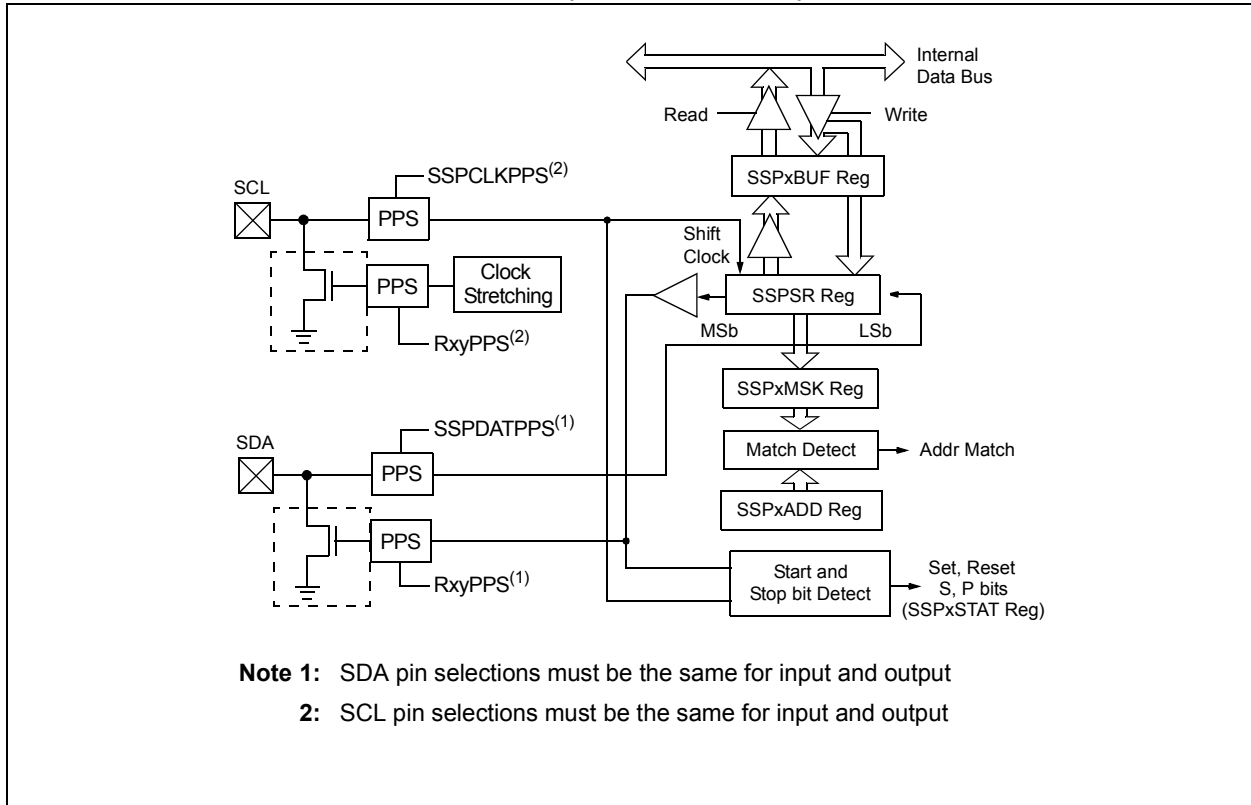 Internal
Data Bus
Read
Write
SSPxBUF Reg
SSPCLKPPS(2)
SCL
PPS
Shift
Clock
PPS
Clock
Stretching
SSPSR Reg
MSb
LSb
RxyPPS(2)
SSPxMSK Reg
SSPDATPPS(1)
SDA
PPS
Match Detect
Addr Match
SSPxADD Reg
PPS
RxyPPS(1)
Start and
Stop bit Detect
Set, Reset
S, P bits
(SSPxSTAT Reg)
Note 1: SDA pin selections must be the same for input and output
2: SCL pin selections must be the same for input and output